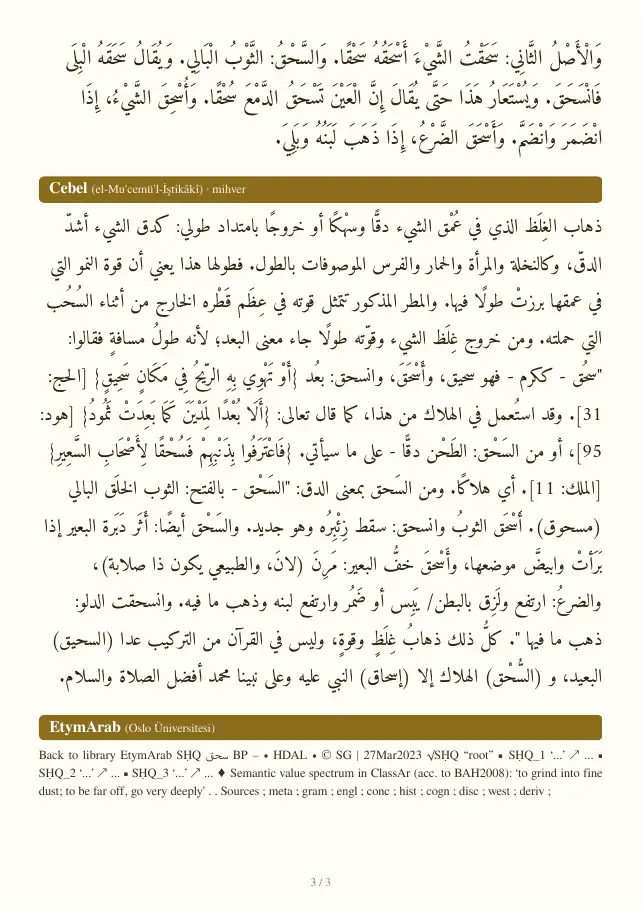 وَالْأَصْلُ الثَّانِي: سَحَقْتُ الشَّيْءَ أَسْحَقُهُ سَحْقًا. وَالسَّحْقُ: الثَّوْبُ الْبَالِي. وَيُقَالُ سَحَقَهُ الْبِلَى
فَانْسَحَقَ. وَيُسْتَعَارُ هَذَا حَتَّى يُقَالَ إِنَّ الْعَيْنَ تَسْحَقُ الدَّمْعَ سُحْقًا. وَأُسْحِقَ الشَّيْءُ، إِذَا
انْضَمَرَ وَانْضَمَّ. وَأَسْحَقَ الضَّرْعُ، إِذَا ذَهَبَ لَبَنُهُ وَبَلِيَ.
Cebel (el-Mu'cemü'l-İştikâkî) · mihver
ذهاب الغِلَظ الذي في عُمْق الشيء دقًّا وسهْكًا أو خروجًا بامتداد طولي: كدق الشيء أشدّ
الدقّ، وكالنخلة والمرأة والحمار والفرس الموصوفات بالطول. فطولها هذا يعني أن قوة النمو التي
في عمقها برزتْ طولًا فيها. والمطر المذكور تتمثل قوته في عِظَم قَطْره الخارج من أثناء السُحُب
التي حملته. ومن خروج غِلَظ الشيء وقوّته طولًا جاء معنى البعد؛ لأنه طولُ مسافةٍ فقالوا:
"سحُق - ككرم - فهو سحيق، وأَسْحَقَ، وانسحق: بعُد {أَوْ تَهْوِي بِهِ الرِّيحُ فِي مَكَانٍ سَحِيقٍ} [الحج:
31]. وقد استُعمل في الهلاك من هذا، كما قال تعالى: {أَلَا بُعْدًا لِمَدْيَنَ كَمَا بَعِدَتْ ثَمُودُ} [هود:
95]، أو من السَحْق: الطَحْن دقًّا - على ما سيأتي. {فَاعْتَرَفُوا بِذَنْبِهِمْ فَسُحْقًا لِأَصْحَابِ السَّعِيرِ}
[الملك: 11]. أي هلاكًا. ومن السَحق بمعنى الدق: "السَحْق - بالفتح: الثوب الخَلَق البالي
(مسحوق). أَسْحَق الثوبُ وانسحق: سقط زِئْبِرُه وهو جديد. والسَحْق أيضًا: أثَر دَبَرة البعير إذا
بَرَأتْ وابيضَّ موضعها، وأَسْحقَ خفُّ البعير: مَرِنَ (لانَ، والطبيعي يكون ذا صلابة)،
والضرعُ: ارتفع ولَزِق بالبطن/ يَبِس أو ضَمُر وارتفع لبنه وذهب ما فيه. وانسحقت الدلو:
ذهب ما فيها ". كلُّ ذلك ذهابُ غِلَظٍ وقوةٍ، وليس في القرآن من التركيب عدا (السحيق)
البعيد، و (السُّحْق) الهلاك إلا (إسحاق) النبي عليه وعلى نبينا محمد أفضل الصلاة والسلام.
EtymArab (Oslo Üniversitesi)
Back to library EtymArab SḤQ سحق BP – • HDAL • © SG | 27Mar2023 √SḤQ “root” ▪ SḤQ_1 ‘...’ ↗ ... ▪
SḤQ_2 ‘...’ ↗ ... ▪ SḤQ_3 ‘...’ ↗ ... ♦ Semantic value spectrum in ClassAr (acc. to BAH2008): ‘to grind into fine
dust; to be far off, go very deeply’ . . Sources ; meta ; gram ; engl ; conc ; hist ; cogn ; disc ; west ; deriv ;
3 / 3